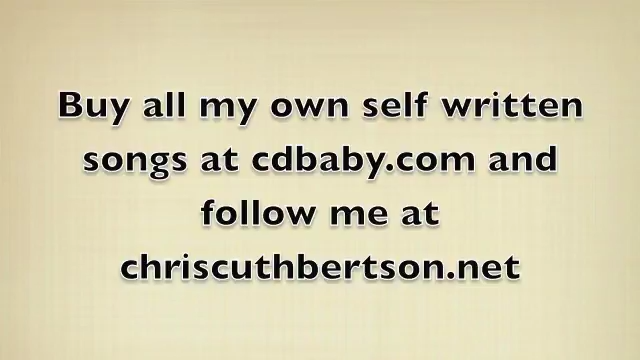 Buy all my own self written
songs at cdbaby.com and
follow me at
chriscuthbertson.net